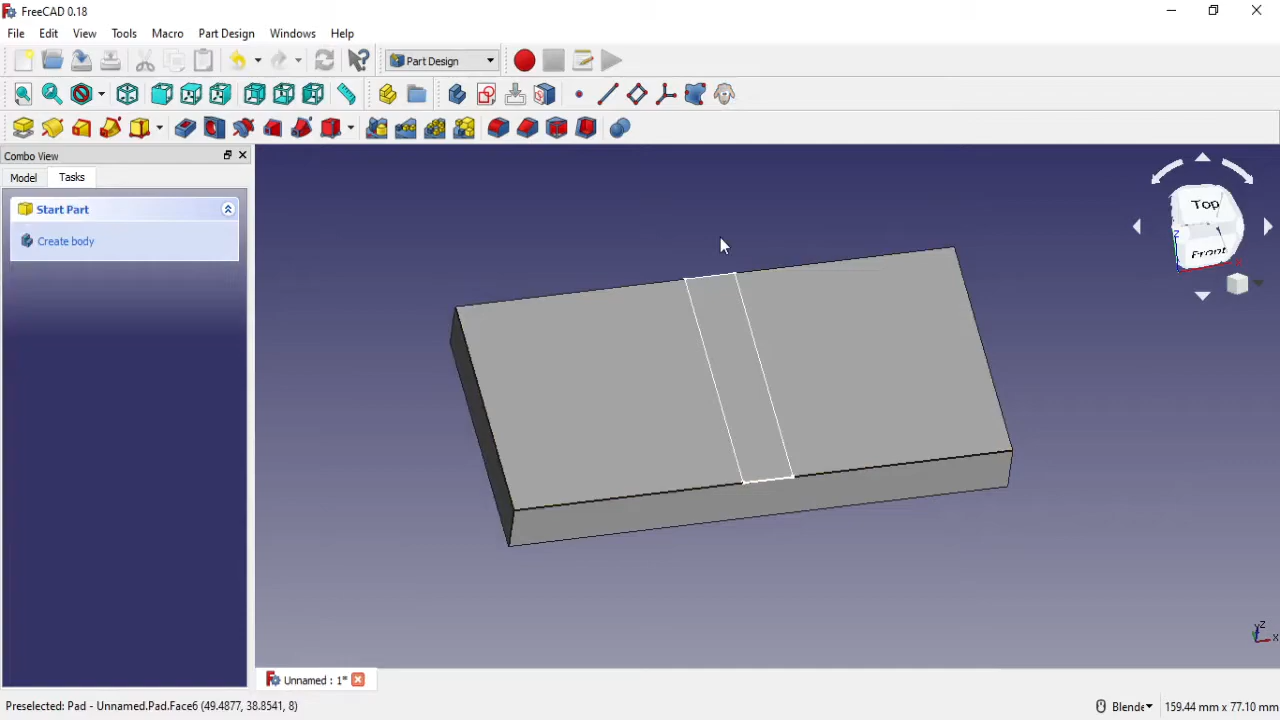 FreeCAD 0.18
File Edit View Tools Macro Part Design Windows Help
Part Design
Combo View
Model Tasks
Start Part
Create body
Top
Front
Z
Z
Y
X
Unnamed : 1*
Preselected: Pad - Unnamed.Pad.Face6 (49.4877, 38.8541, 8)
Blende
159.44 mm x 77.10 mm